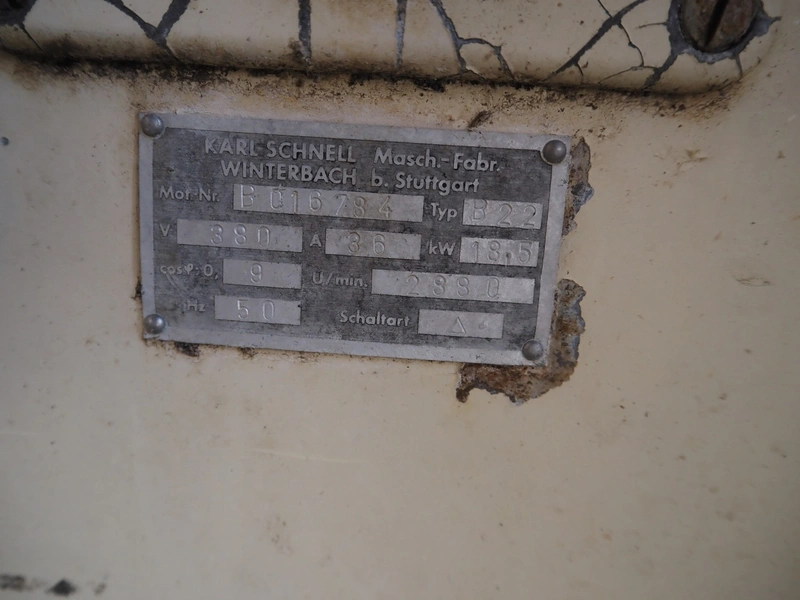 KARL SCHNELL Masch.-Fabr.
WINTERBACH b. Stuttgart
Mot.-Nr. B 016784 Typ B 22
V 380 A 36 kW 18,5
cos φ: 0, 9 U/min. 2880
Hz 50 Schaltart △